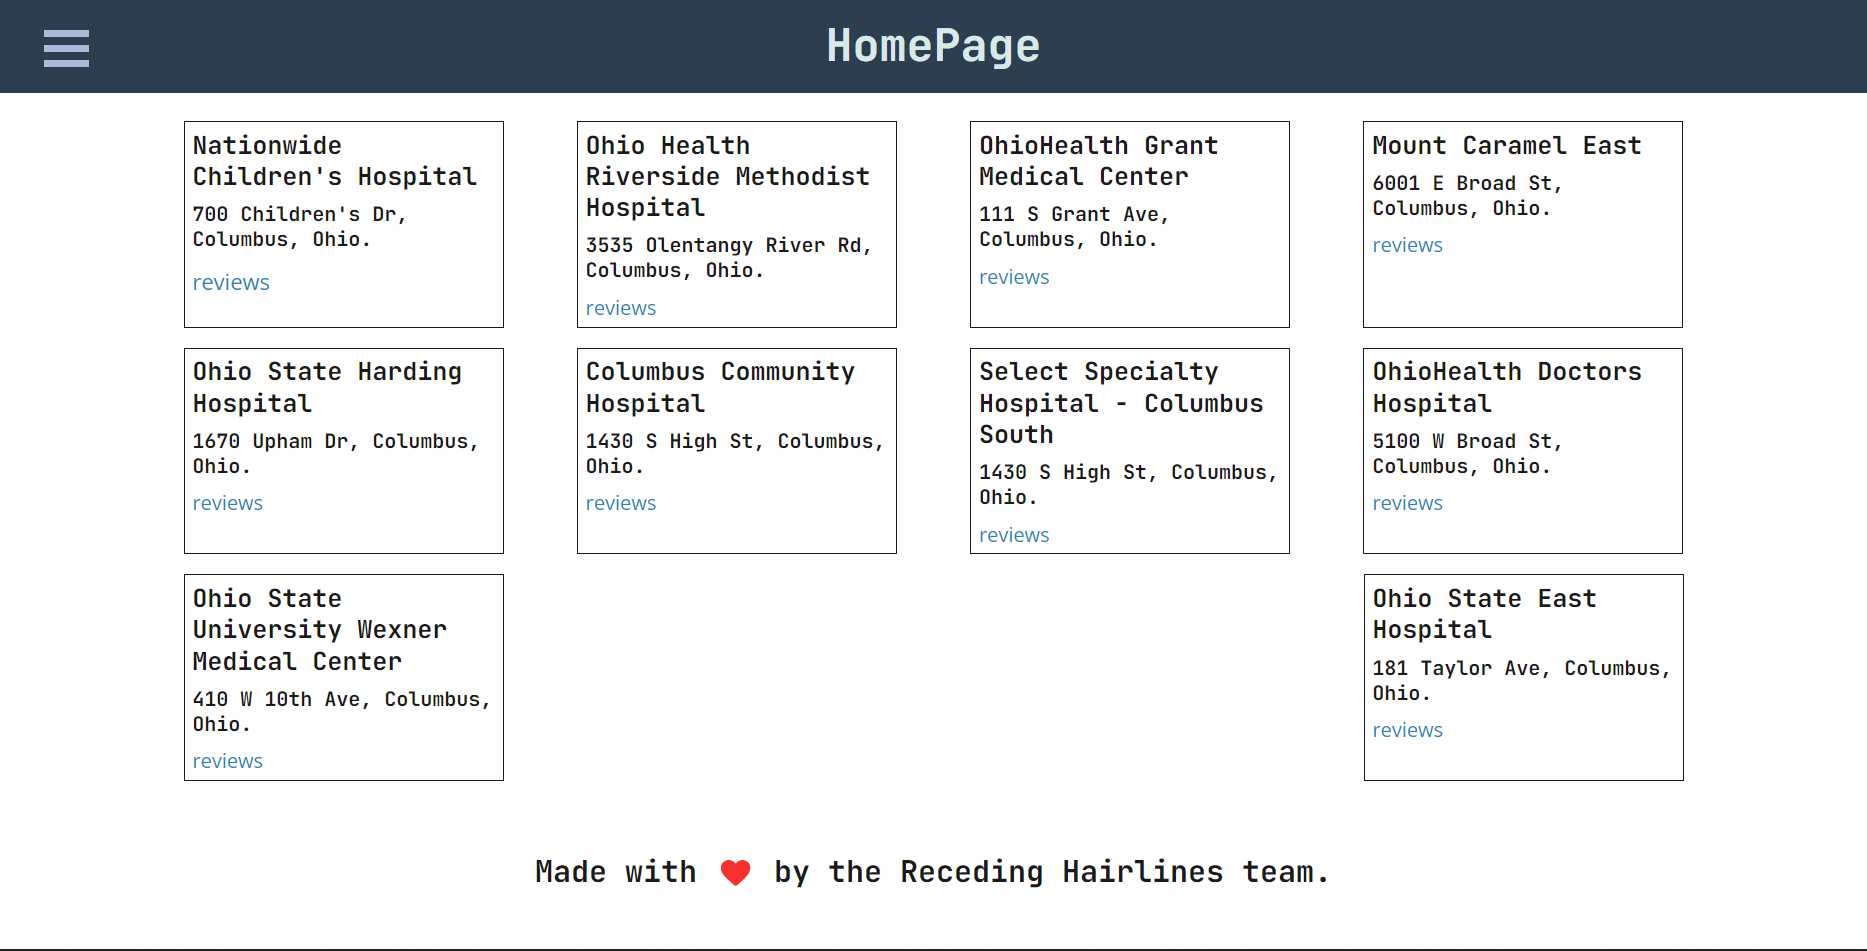 HomePage
Nationwide
Children's Hospital
700 Children's Dr,
Columbus, Ohio.
reviews
Ohio Health
Riverside Methodist
Hospital
3535 Olentangy River Rd,
Columbus, Ohio.
reviews
OhioHealth Grant
Medical Center
111 S Grant Ave,
Columbus, Ohio.
reviews
Mount Caramel East
6001 E Broad St,
Columbus, Ohio.
reviews
Ohio State Harding
Hospital
1670 Upham Dr, Columbus,
Ohio.
reviews
Columbus Community
Hospital
1430 S High St, Columbus,
Ohio.
reviews
Select Specialty
Hospital - Columbus
South
1430 S High St, Columbus,
Ohio.
reviews
OhioHealth Doctors
Hospital
5100 W Broad St,
Columbus, Ohio.
reviews
Ohio State
University Wexner
Medical Center
410 W 10th Ave, Columbus,
Ohio.
reviews
Ohio State East
Hospital
181 Taylor Ave, Columbus,
Ohio.
reviews
Made with ❤ by the Receding Hairlines team.